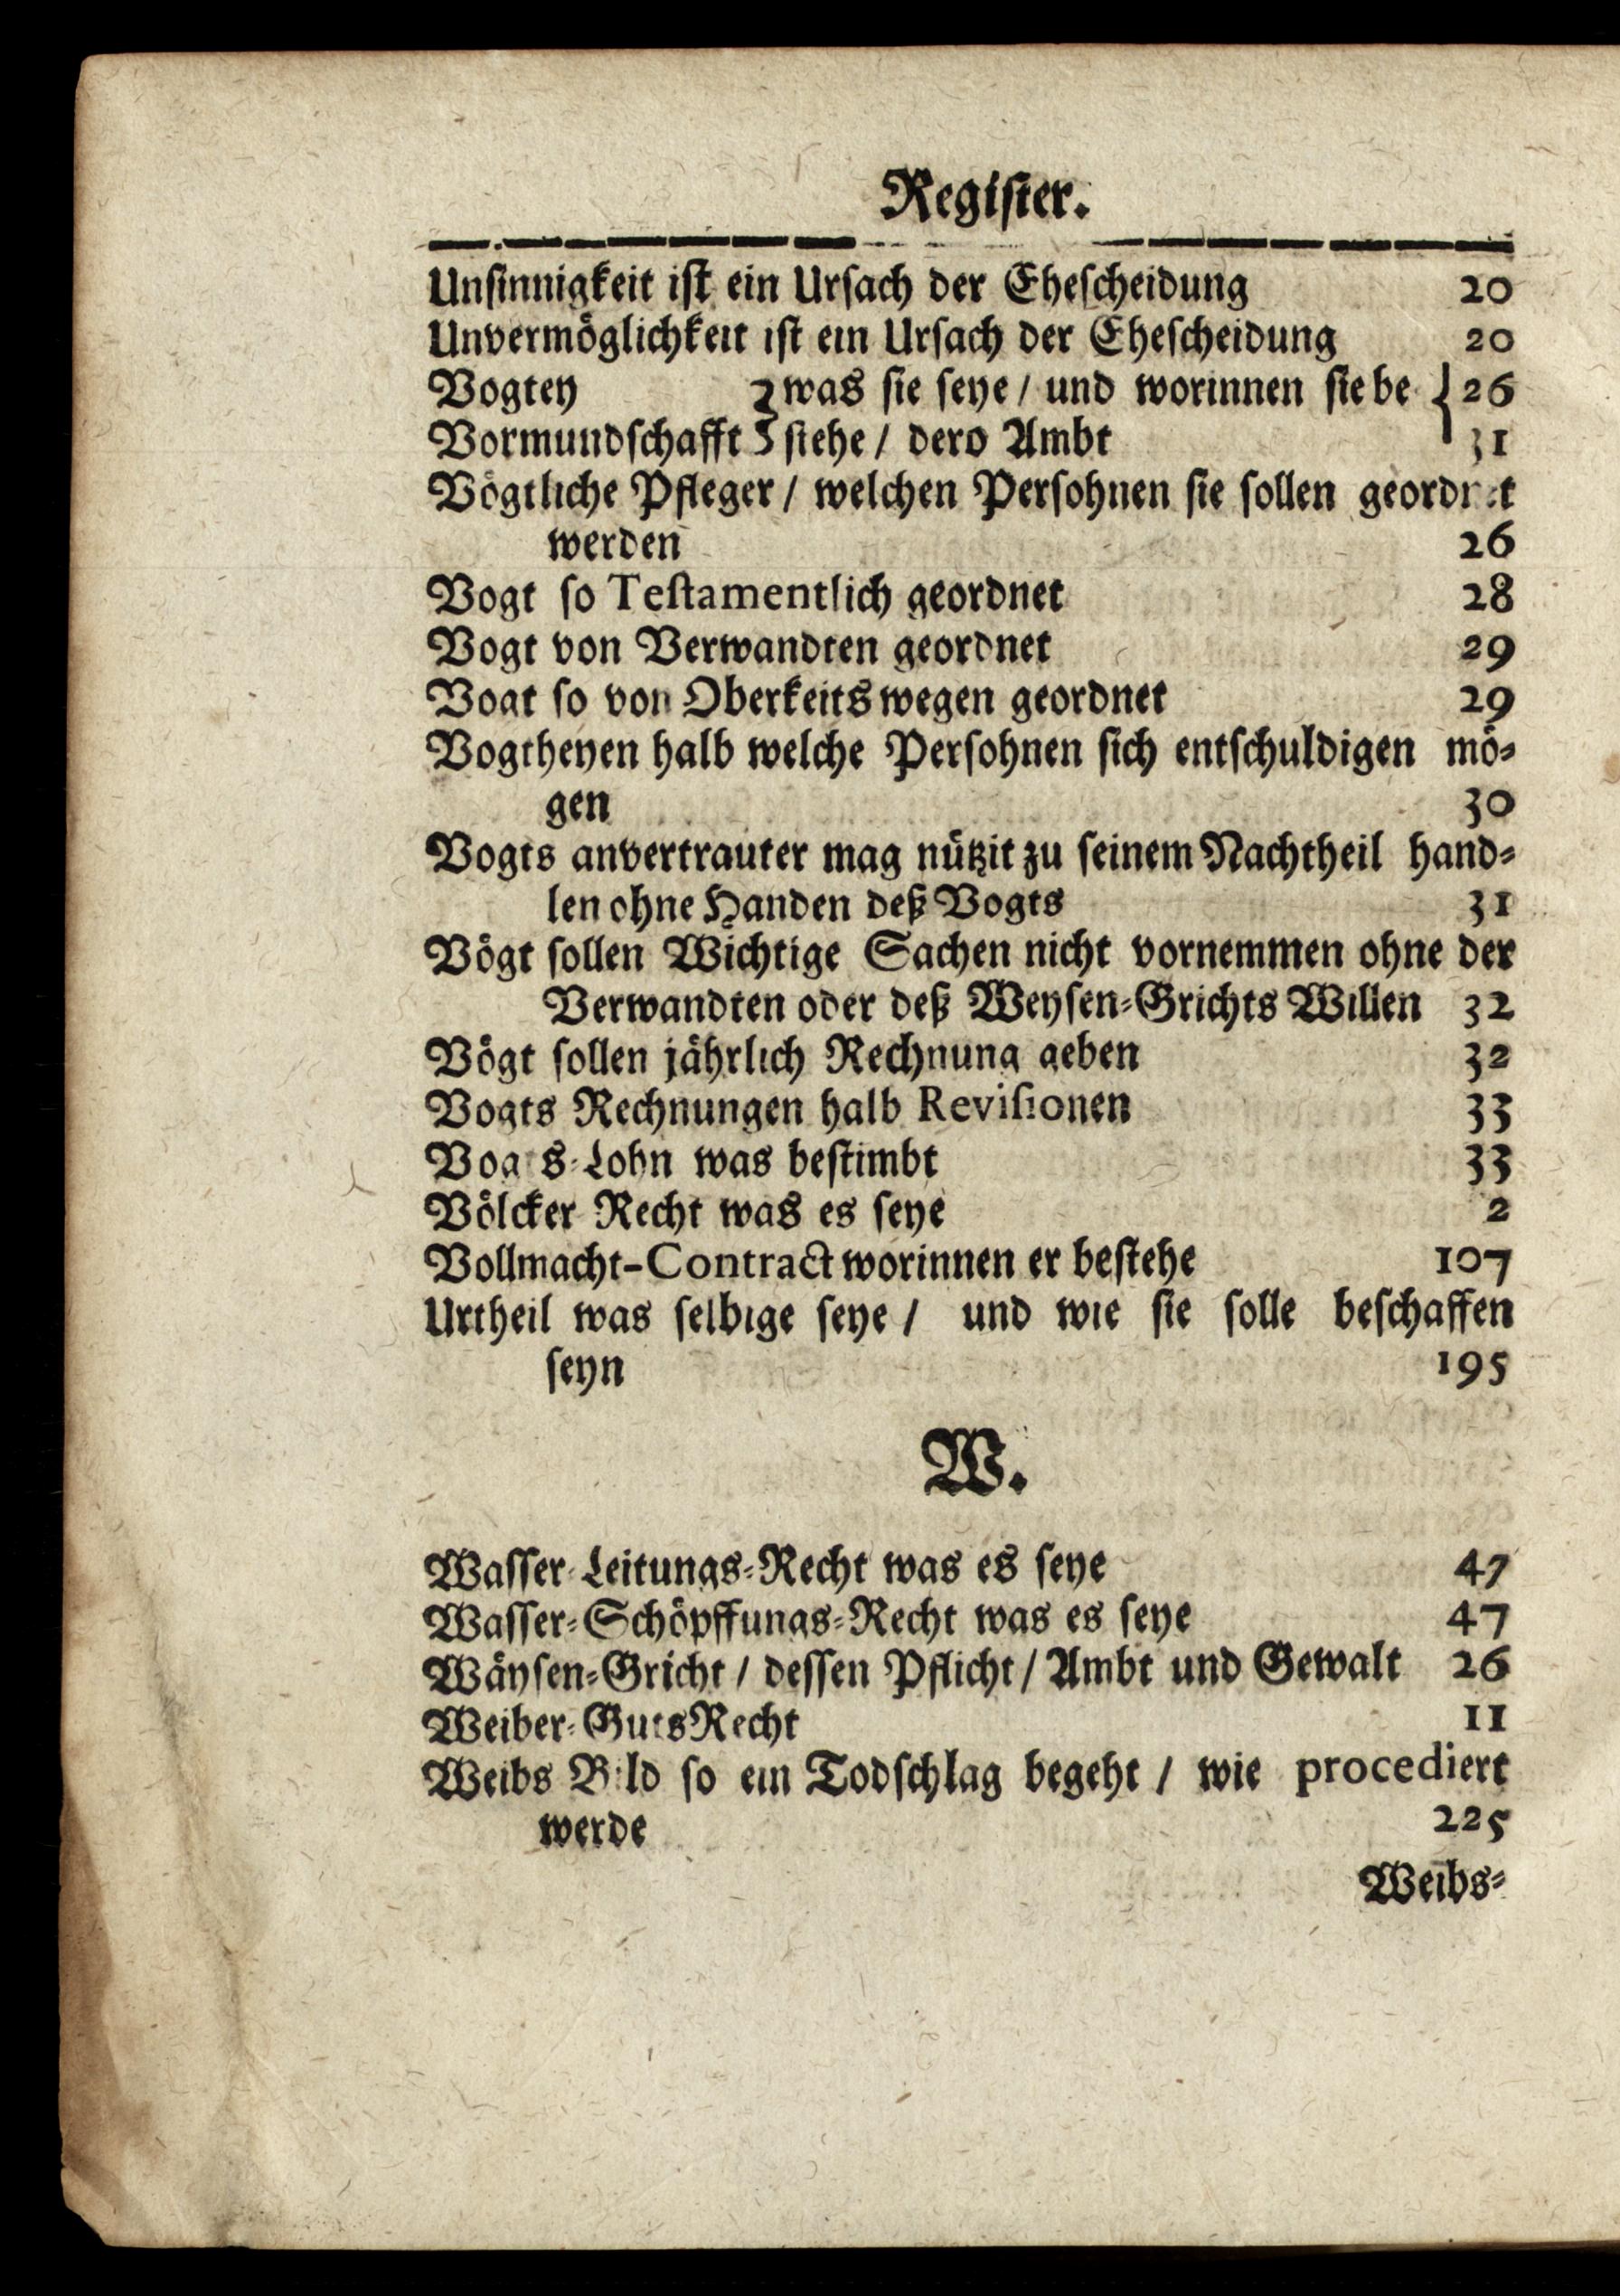 Register.
Unsinnigkeit ist ein Ursach der Ehescheidung 20
Unvermöglichkeit ist ein Ursach der Ehescheidung 20
Vogtey } was sie seye / und worinnen sie be { 26
Vormundschafft } stehe / dero Ambt 31
Vögtliche Pfleger / welchen Persohnen sie sollen geordnet
werden 26
Vogt so Testamentlich geordnet 28
Vogt von Verwandten geordnet 29
Vogt so von Oberkeits wegen geordnet 29
Vogtheyen halb welche Persohnen sich entschuldigen mö-
gen 30
Vogts anvertrauter mag nützit zu seinem Nachtheil hand-
len ohne Handen deß Vogts 31
Vögt sollen Wichtige Sachen nicht vornemmen ohne der
Verwandten oder deß Weysen-Grichts Willen 32
Vögt sollen jährlich Rechnung geben 32
Vogts Rechnungen halb Revisionen 33
Vogts-Lohn was bestimbt 33
Völcker Recht was es seye 2
Vollmacht-Contract worinnen er bestehe 107
Urtheil was selbige seye / und wie sie solle beschaffen
seyn 195
W.
Wasser-Leitungs-Recht was es seye 47
Wasser-Schöpffungs-Recht was es seye 47
Wäysen-Gricht / dessen Pflicht / Ambt und Gewalt 26
Weiber-Guts Recht 11
Weibs Bild so ein Todschlag begeht / wie procediert
werde 225
Weibs-